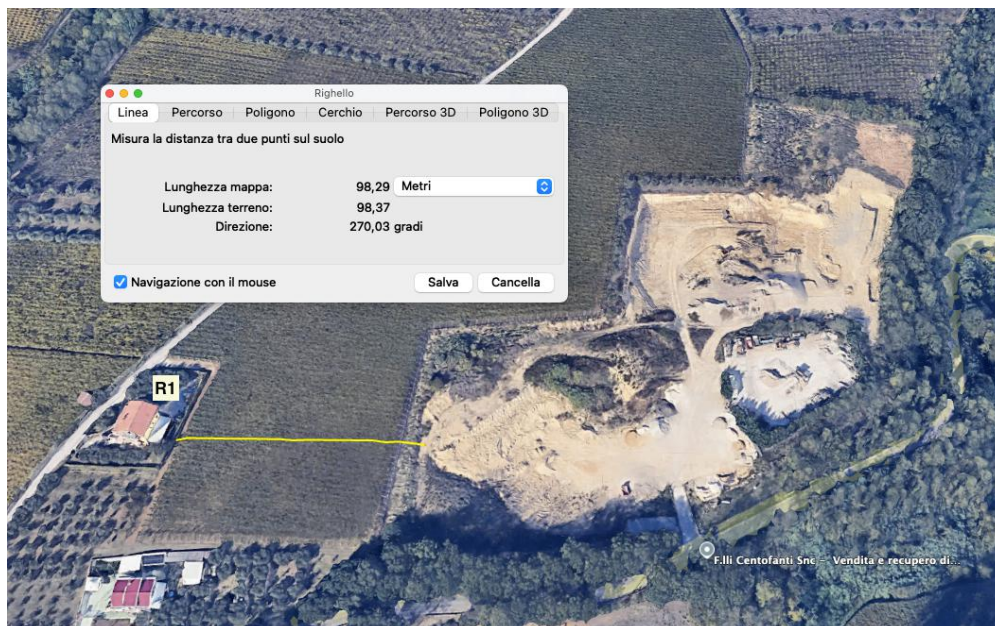 Righello
Linea Percorso Poligono Cerchio Percorso 3D Poligono 3D
Misura la distanza tra due punti sul suolo
Lunghezza mappa: 98,29 Metri
Lunghezza terreno: 98,37
Direzione: 270,03 gradi
Navigazione con il mouse Salva Cancella
R1
F.lli Centofanti Snc - Vendita e recupero di...